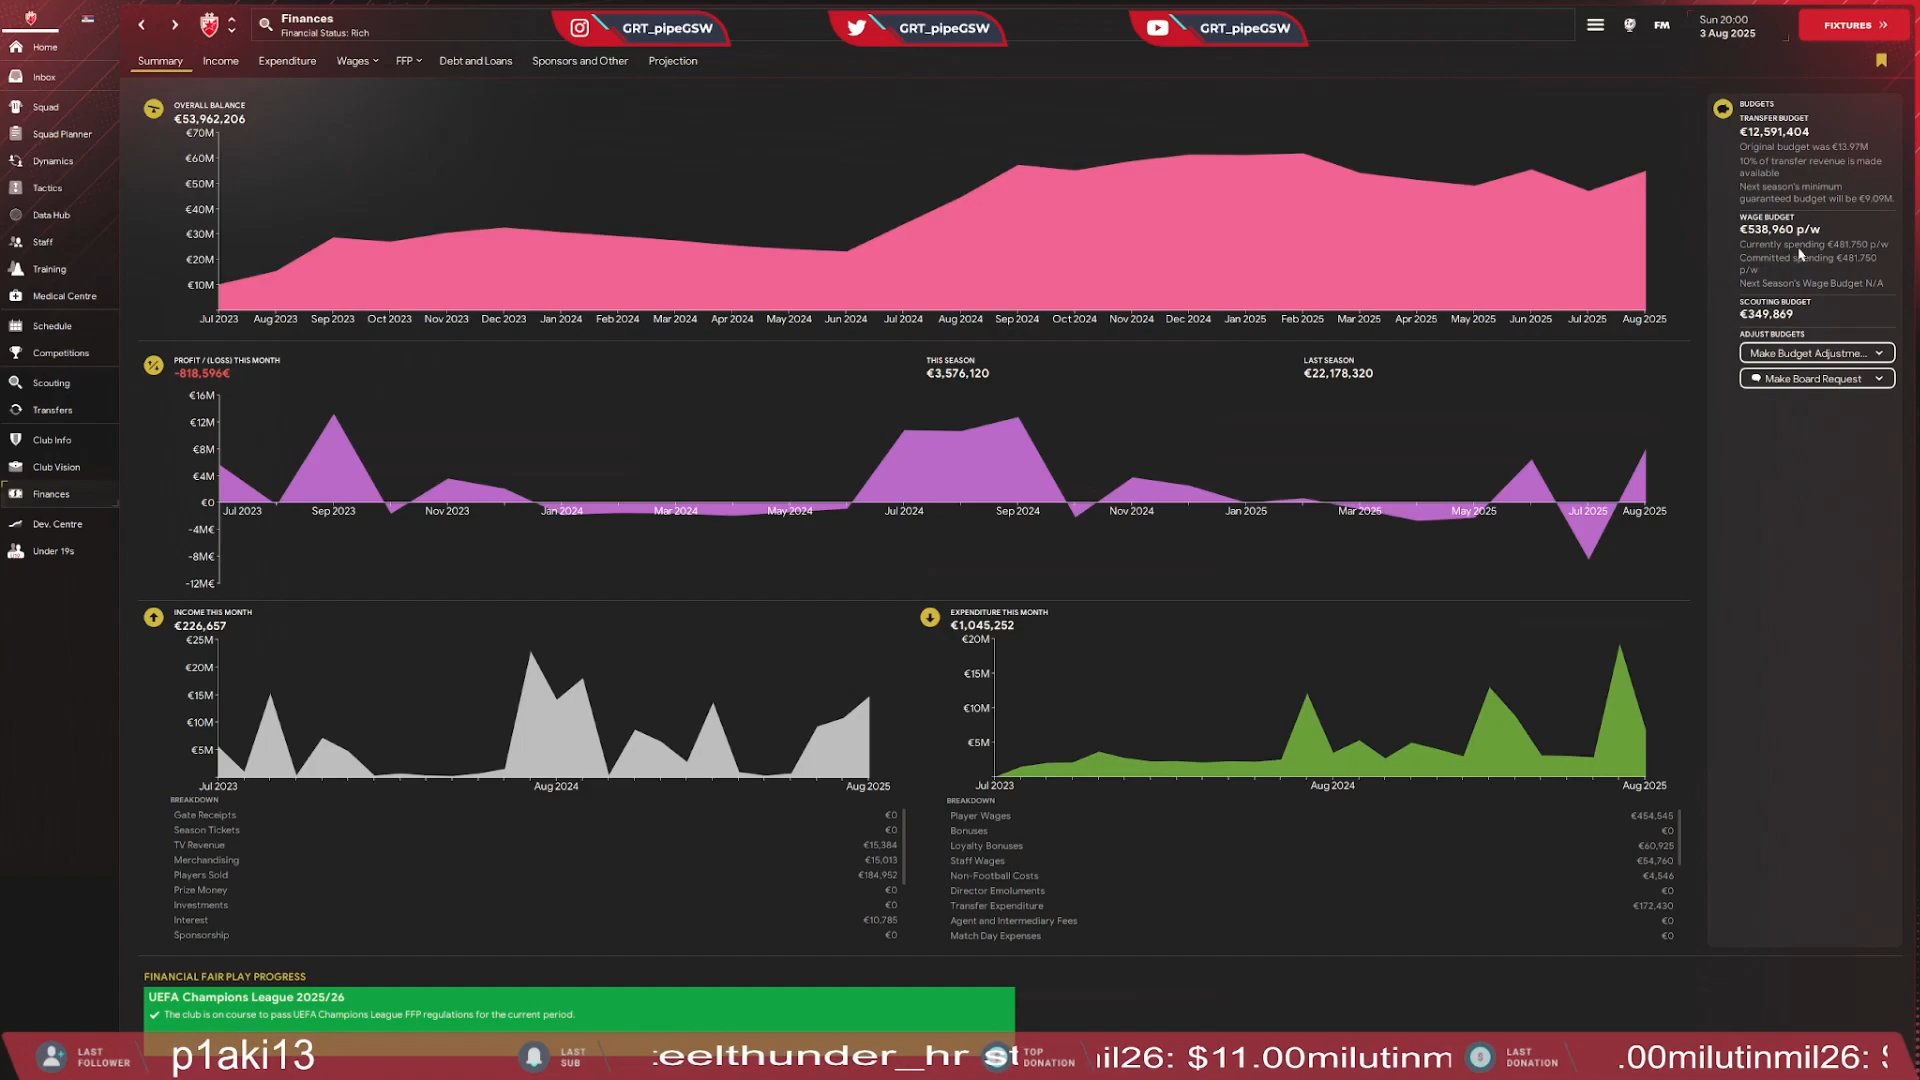 Finances
Financial Status: Rich
GRT_pipeGSW
GRT_pipeGSW
GRT_pipeGSW
FM
Sun 20:00
3 Aug 2025
FIXTURES
Home
Inbox
Squad
Squad Planner
Dynamics
Tactics
Data Hub
Staff
Training
Medical Centre
Schedule
Competitions
Scouting
Transfers
Club Info
Club Vision
Finances
Dev. Centre
Under 19s
Summary Income Expenditure Wages FFP Debt and Loans Sponsors and Other Projection
OVERALL BALANCE
€53,962,206
€70M
€60M
€50M
€40M
€30M
€20M
€10M
Jul 2023 Aug 2023 Sep 2023 Oct 2023 Nov 2023 Dec 2023 Jan 2024 Feb 2024 Mar 2024 Apr 2024 May 2024 Jun 2024 Jul 2024 Aug 2024 Sep 2024 Oct 2024 Nov 2024 Dec 2024 Jan 2025 Feb 2025 Mar 2025 Apr 2025 May 2025 Jun 2025 Jul 2025 Aug 2025
PROFIT / (LOSS) THIS MONTH
-818,596€
THIS SEASON
€3,576,120
LAST SEASON
€22,178,320
€16M
€12M
€8M
€4M
€0
-4M€
-8M€
-12M€
Jul 2023 Sep 2023 Nov 2023 Jan 2024 Mar 2024 May 2024 Jul 2024 Sep 2024 Nov 2024 Jan 2025 Mar 2025 May 2025 Jul 2025 Aug 2025
INCOME THIS MONTH
€226,657
€25M
€20M
€15M
€10M
€5M
Jul 2023 Aug 2024 Aug 2025
BREAKDOWN
Gate Receipts €0
Season Tickets €0
TV Revenue €15,384
Merchandising €15,013
Players Sold €184,952
Prize Money €0
Investments €0
Interest €10,785
Sponsorship €0
EXPENDITURE THIS MONTH
€1,045,252
€20M
€15M
€10M
€5M
Jul 2023 Aug 2024 Aug 2025
BREAKDOWN
Player Wages €454,545
Bonuses €0
Loyalty Bonuses €60,925
Staff Wages €54,760
Non-Football Costs €4,546
Director Emoluments €0
Transfer Expenditure €172,430
Agent and Intermediary Fees €0
Match Day Expenses €0
BUDGETS
TRANSFER BUDGET
€12,591,404
Original budget was €13.97M
10% of transfer revenue is made
available
Next season's minimum
guaranteed budget will be €9.09M.
WAGE BUDGET
€538,960 p/w
Currently spending €481,750 p/w
Committed spending €481,750
p/w
Next Season's Wage Budget N/A
SCOUTING BUDGET
€349,869
ADJUST BUDGETS
Make Budget Adjustme...
Make Board Request
FINANCIAL FAIR PLAY PROGRESS
UEFA Champions League 2025/26
The club is on course to pass UEFA Champions League FFP regulations for the current period.
LAST
FOLLOWER
p1aki13
LAST
SUB
eelthunder_hr st
TOP
DONATION
il26: $11.00milutinm
LAST
DONATION
.00milutinmil26: